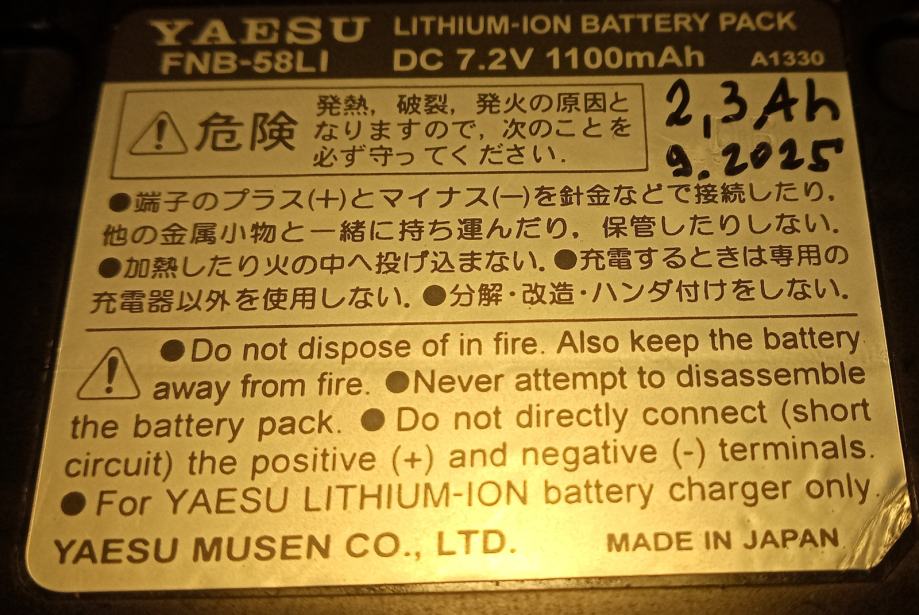 YAESU LITHIUM-ION BATTERY PACK
FNB-58LI DC 7.2V 1100mAh A1330
危険
発熱, 破裂, 発火の原因と
なりますので, 次のことを
必ず守ってください.
2,3Ah
9.2025
●端子のプラス(+)とマイナス(—)を針金などで接続したり,
他の金属小物と一緒に持ち運んだり, 保管したりしない.
●加熱したり火の中へ投げ込まない. ●充電するときは専用の
充電器以外を使用しない. ●分解・改造・ハンダ付けをしない.
●Do not dispose of in fire. Also keep the battery
away from fire. ●Never attempt to disassemble
the battery pack. ● Do not directly connect (short
circuit) the positive (+) and negative (-) terminals.
● For YAESU LITHIUM-ION battery charger only.
YAESU MUSEN CO., LTD. MADE IN JAPAN